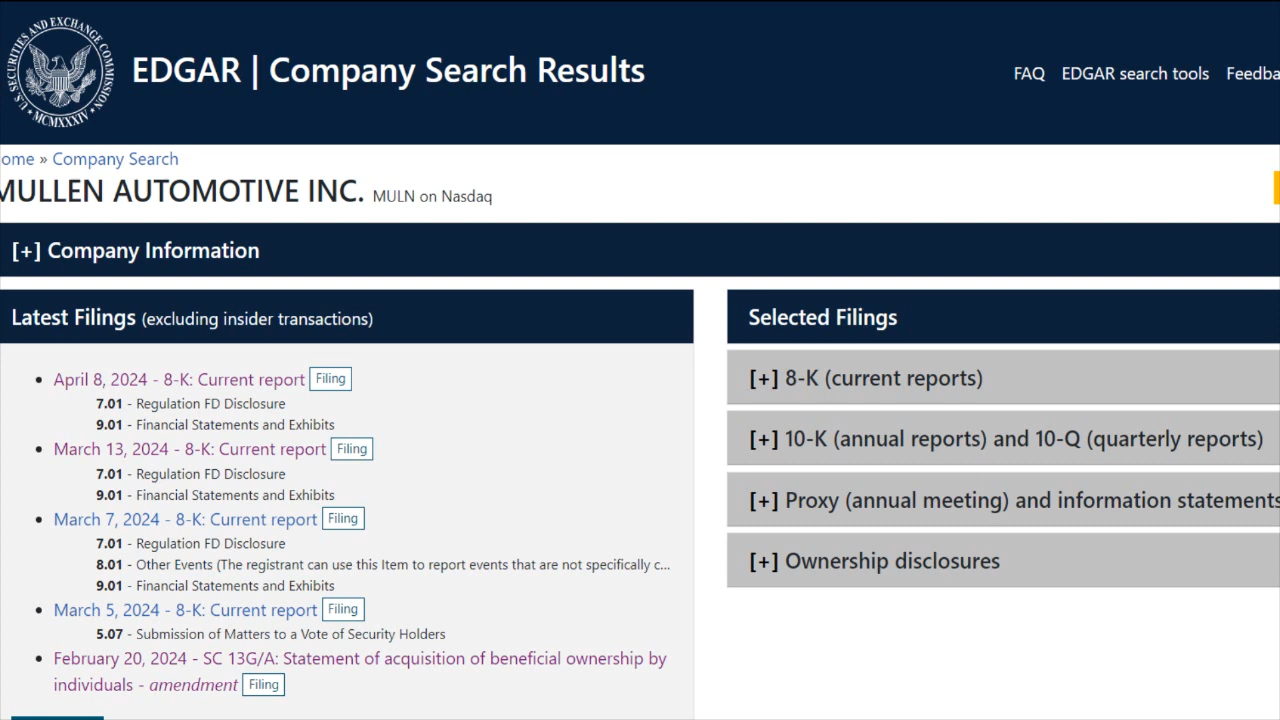 U.S. SECURITIES AND EXCHANGE COMMISSION
MCMXXXIV
EDGAR | Company Search Results
FAQ EDGAR search tools Feedba
ome » Company Search
MULLEN AUTOMOTIVE INC. MULN on Nasdaq
[+] Company Information
Latest Filings (excluding insider transactions)
• April 8, 2024 - 8-K: Current report Filing
7.01 - Regulation FD Disclosure
9.01 - Financial Statements and Exhibits
• March 13, 2024 - 8-K: Current report Filing
7.01 - Regulation FD Disclosure
9.01 - Financial Statements and Exhibits
• March 7, 2024 - 8-K: Current report Filing
7.01 - Regulation FD Disclosure
8.01 - Other Events (The registrant can use this Item to report events that are not specifically c...
9.01 - Financial Statements and Exhibits
• March 5, 2024 - 8-K: Current report Filing
5.07 - Submission of Matters to a Vote of Security Holders
• February 20, 2024 - SC 13G/A: Statement of acquisition of beneficial ownership by
individuals - amendment Filing
Selected Filings
[+] 8-K (current reports)
[+] 10-K (annual reports) and 10-Q (quarterly reports)
[+] Proxy (annual meeting) and information statements
[+] Ownership disclosures